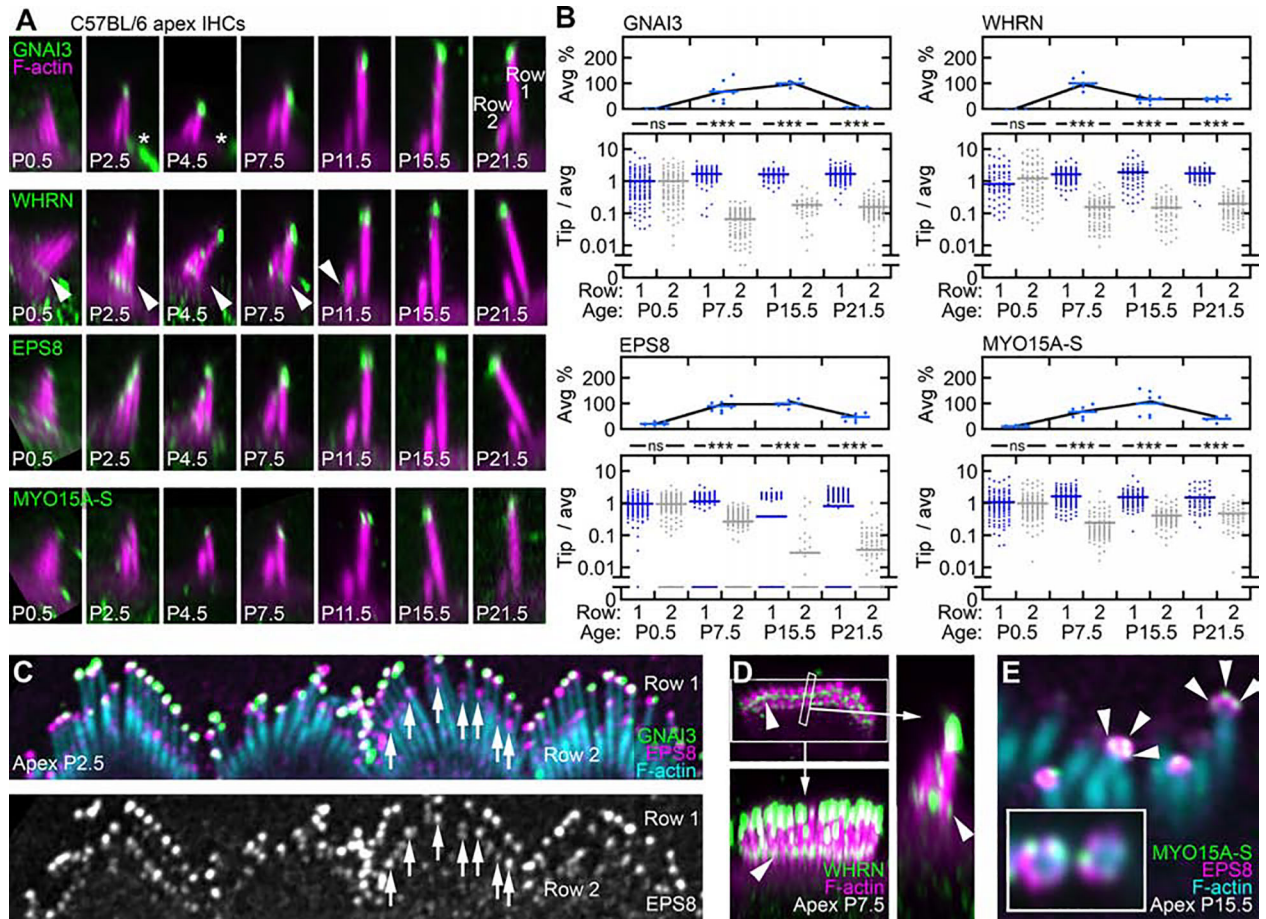 A
C57BL/6 apex IHCs
GNAI3
F-actin
Row 1
Row 2
*
*
P0.5 P2.5 P4.5 P7.5 P11.5 P15.5 P21.5
WHRN
P0.5 P2.5 P4.5 P7.5 P11.5 P15.5 P21.5
EPS8
P0.5 P2.5 P4.5 P7.5 P11.5 P15.5 P21.5
MYO15A-S
P0.5 P2.5 P4.5 P7.5 P11.5 P15.5 P21.5
B
GNAI3
Avg %
200
100
0
ns *** *** ***
Tip / avg
10
1
0.1
0.01
0
Row: 1 2 1 2 1 2 1 2
Age: P0.5 P7.5 P15.5 P21.5
WHRN
Avg %
200
100
0
ns *** *** ***
Tip / avg
10
1
0.1
0.01
0
Row: 1 2 1 2 1 2 1 2
Age: P0.5 P7.5 P15.5 P21.5
EPS8
Avg %
200
100
0
ns *** *** ***
Tip / avg
10
1
0.1
0.01
0
Row: 1 2 1 2 1 2 1 2
Age: P0.5 P7.5 P15.5 P21.5
MYO15A-S
Avg %
200
100
0
ns *** *** ***
Tip / avg
10
1
0.1
0.01
0
Row: 1 2 1 2 1 2 1 2
Age: P0.5 P7.5 P15.5 P21.5
C
Row 1
GNAI3
EPS8
Apex P2.5 Row 2 F-actin
Row 1
Row 2
EPS8
D
WHRN
F-actin
Apex P7.5
E
MYO15A-S
EPS8
F-actin
Apex P15.5